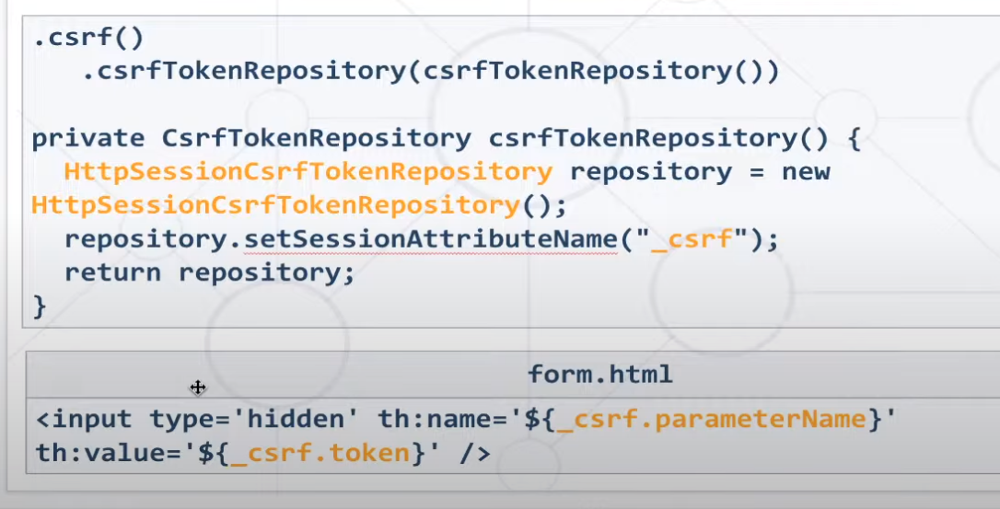 .csrf()
.csrfTokenRepository(csrfTokenRepository())
private CsrfTokenRepository csrfTokenRepository() {
HttpSessionCsrfTokenRepository repository = new
HttpSessionCsrfTokenRepository();
repository.setSessionAttributeName("_csrf");
return repository;
}
form.html
<input type='hidden' th:name='${_csrf.parameterName}'
th:value='${_csrf.token}' />